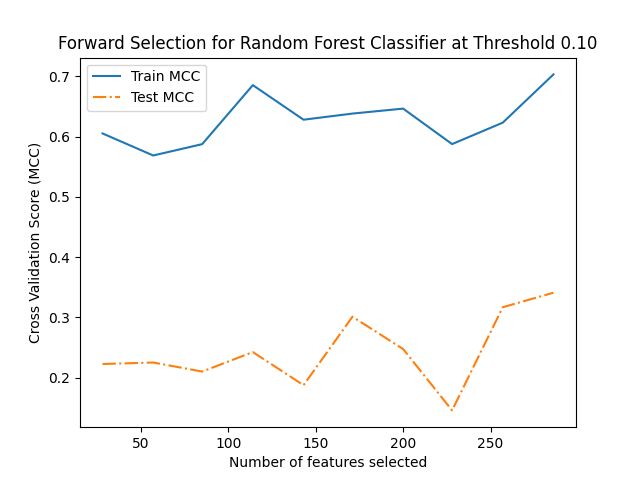 Forward Selection for Random Forest Classifier at Threshold 0.10
Train MCC
Test MCC
0.7
0.6
0.5
0.4
0.3
0.2
Cross Validation Score (MCC)
50 100 150 200 250
Number of features selected